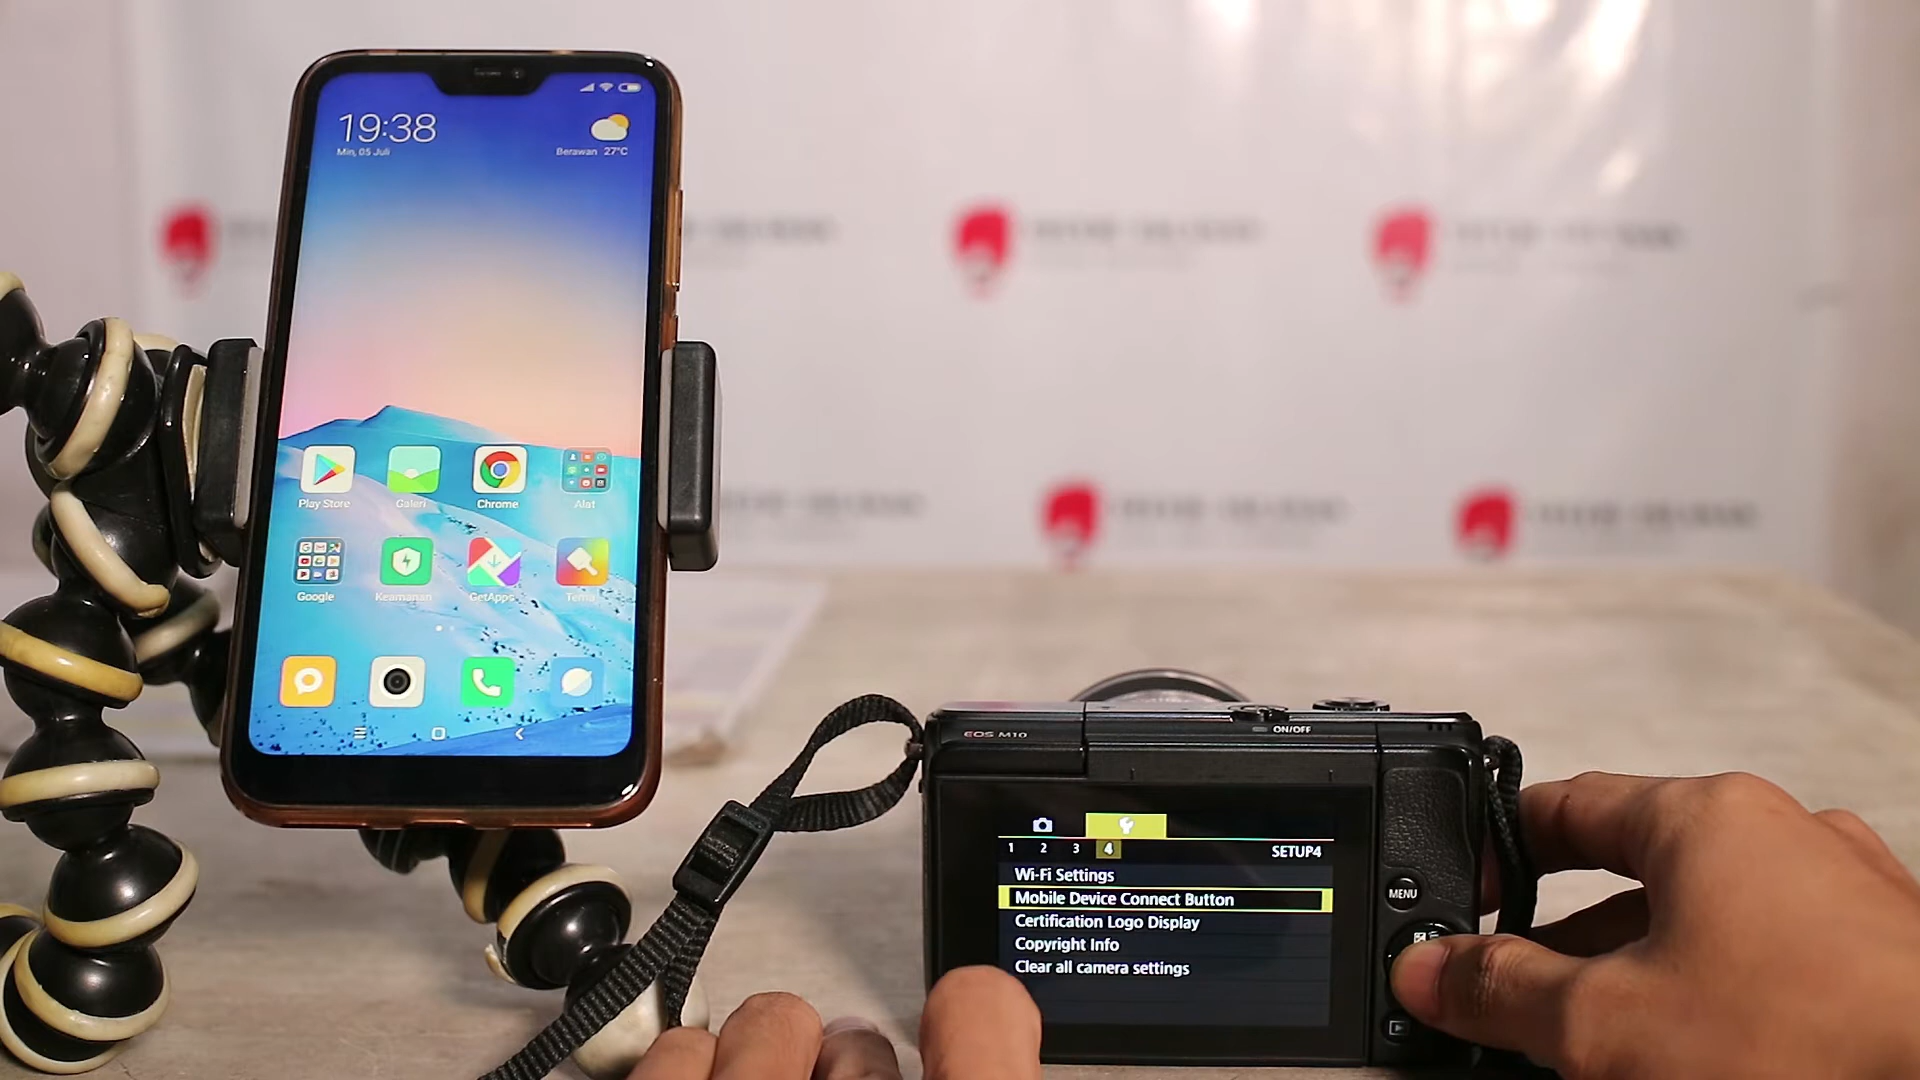 19:38
Min, 05 Juli
Berawan 27°C
Play Store
Galeri
Chrome
Alat
Google
Keamanan
GetApps
Tema
EOS M10
ON/OFF
1 2 3 4
SETUP4
Wi-Fi Settings
Mobile Device Connect Button
Certification Logo Display
Copyright Info
Clear all camera settings
MENU